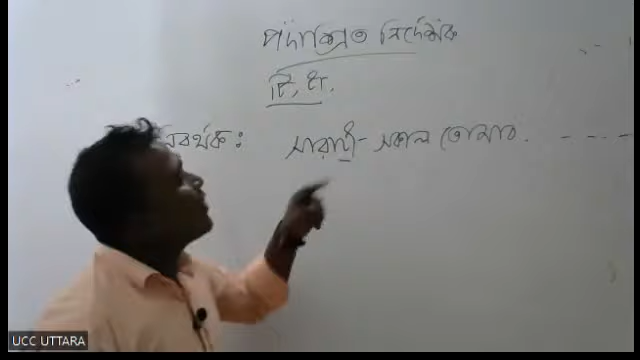 পদাশ্রিত নির্দেশক
টি, টা.
সারাটি - সকাল তোমার. - - . -
UCC UTTARA